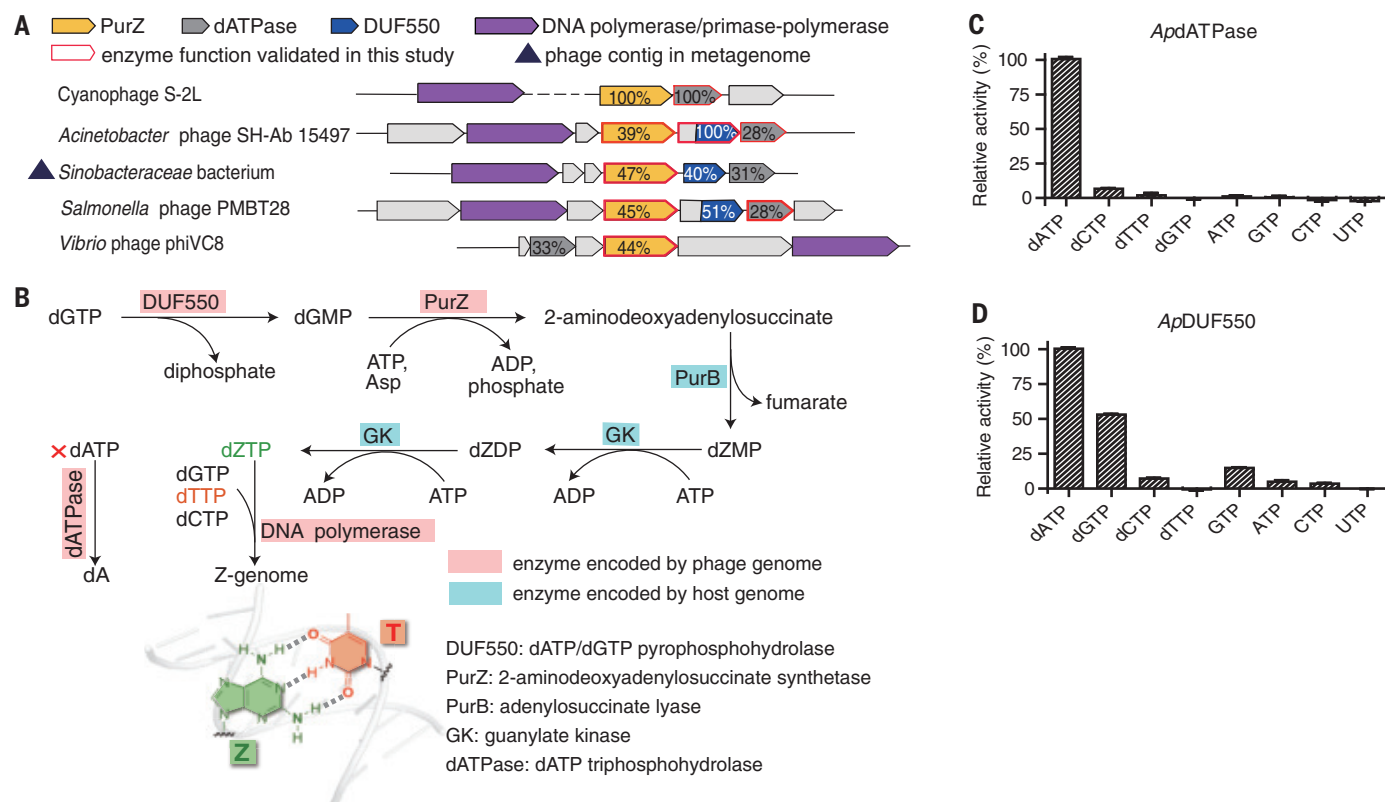 A
PurZ dATPase DUF550 DNA polymerase/primase-polymerase
enzyme function validated in this study phage contig in metagenome
Cyanophage S-2L 100% 100%
Acinetobacter phage SH-Ab 15497 39% 100% 28%
Sinobacteraceae bacterium 47% 40% 31%
Salmonella phage PMBT28 45% 51% 28%
Vibrio phage phiVC8 33% 44%
B
dGTP DUF550 dGMP PurZ 2-aminodeoxyadenylosuccinate
diphosphate
ATP,
Asp
ADP,
phosphate
PurB
fumarate
dATP dZTP GK dZDP GK dZMP
dATPase
dGTP
dTTP
dCTP
ADP ATP ADP ATP
DNA polymerase
dA Z-genome
enzyme encoded by phage genome
enzyme encoded by host genome
T
H
N
H
O
N
N
N
H
N
O
N
N
N
H
H
Z
DUF550: dATP/dGTP pyrophosphohydrolase
PurZ: 2-aminodeoxyadenylosuccinate synthetase
PurB: adenylosuccinate lyase
GK: guanylate kinase
dATPase: dATP triphosphohydrolase
C
ApdATPase
Relative activity (%)
100
75
50
25
0
dATP dCTP dTTP dGTP ATP GTP CTP UTP
D
ApDUF550
Relative activity (%)
100
75
50
25
0
dATP dGTP dCTP dTTP GTP ATP CTP UTP